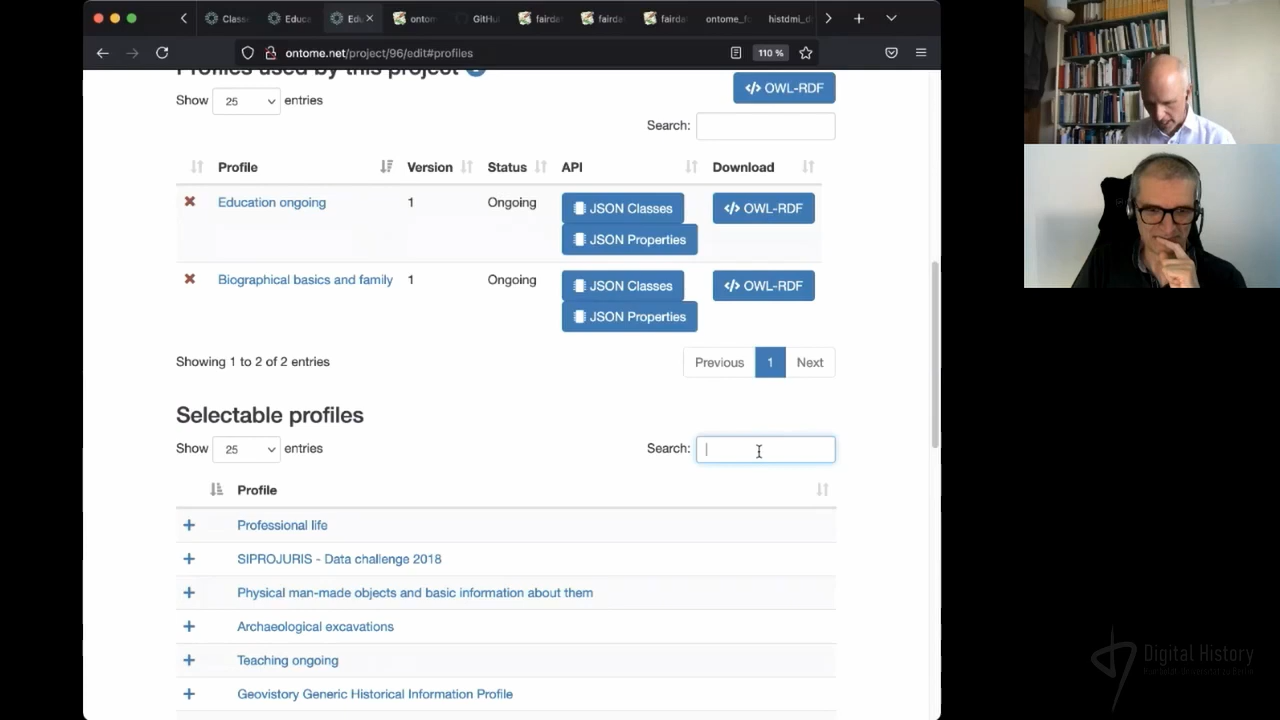 Class
Educa
Edu
ontom
GitHu
fairda
fairda
fairda
ontome_fo
histdmi_d
ontome.net/project/96/edit#profiles
110 %
Profiles used by this project
OWL-RDF
Show 25 entries
Search:
Profile Version Status API Download
Education ongoing 1 Ongoing JSON Classes OWL-RDF
JSON Properties
Biographical basics and family 1 Ongoing JSON Classes OWL-RDF
JSON Properties
Showing 1 to 2 of 2 entries
Previous 1 Next
Selectable profiles
Show 25 entries
Search:
Profile
Professional life
SIPROJURIS - Data challenge 2018
Physical man-made objects and basic information about them
Archaeological excavations
Teaching ongoing
Geovistory Generic Historical Information Profile
Digital History